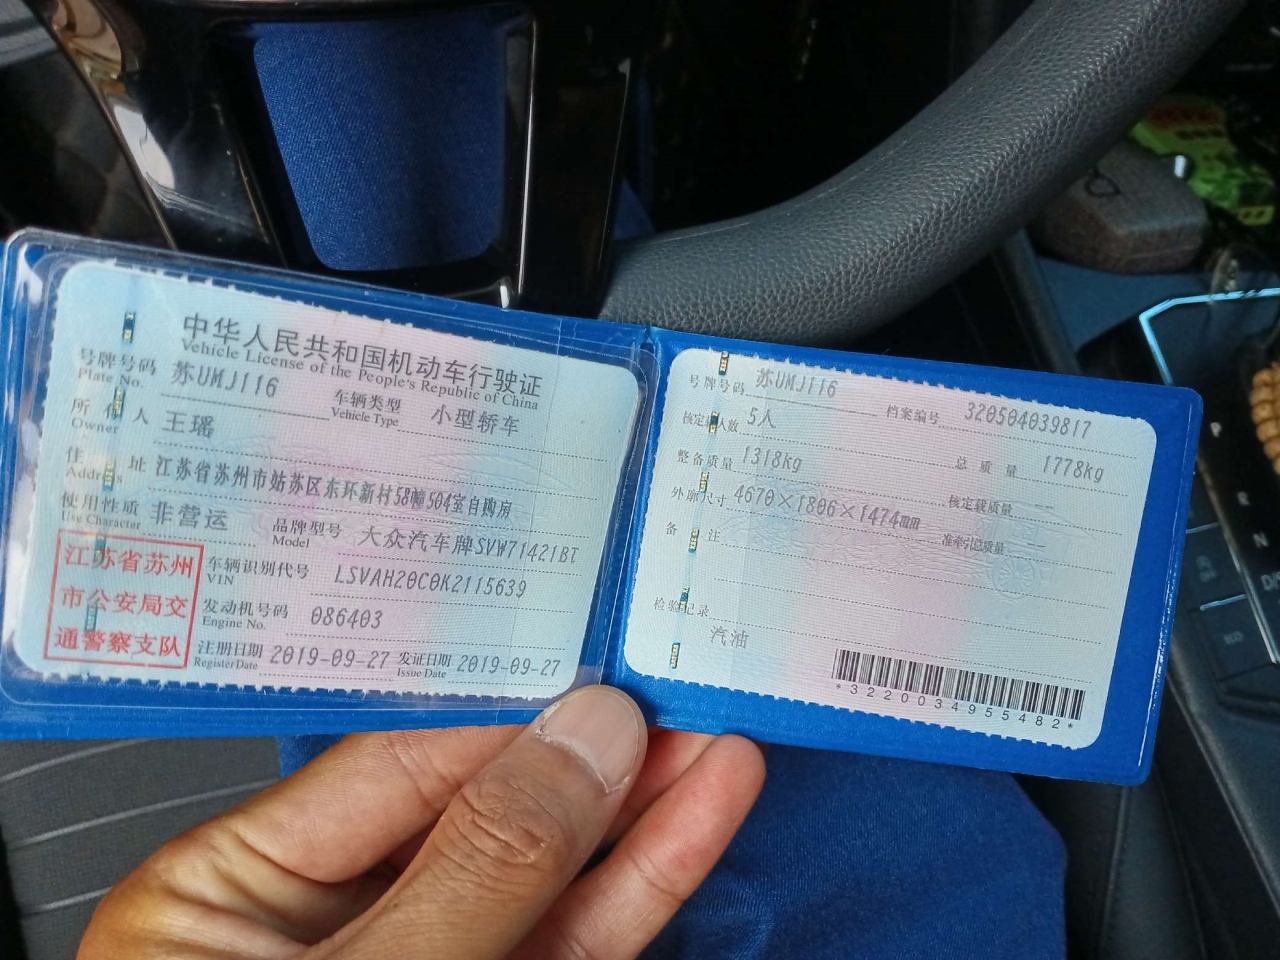 中华人民共和国机动车行驶证
Vehicle License of the People's Republic of China
号牌号码 苏UMJ116 车辆类型 小型轿车
Plate No. Vehicle Type
所有人 王瑶
Owner
住址 江苏省苏州市姑苏区东环新村58幢504室自购房
Address
使用性质 非营运 品牌型号 大众汽车牌SVW71421BT
Use Character Model
江苏省苏州
市公安局交
通警察支队
车辆识别代号 LSVAH20C0K2115639
VIN
发动机号码 086403
Engine No.
注册日期 2019-09-27 发证日期 2019-09-27
Register Date Issue Date
号牌号码 苏UMJ116 档案编号 320504039817
核定载人数 5人 总质量 1778kg
整备质量 1318kg 核定载质量 --
外廓尺寸 4670×1806×1474mm 准牵引总质量 --
备注
检验记录
汽油
*3220034955482*
P
R
N